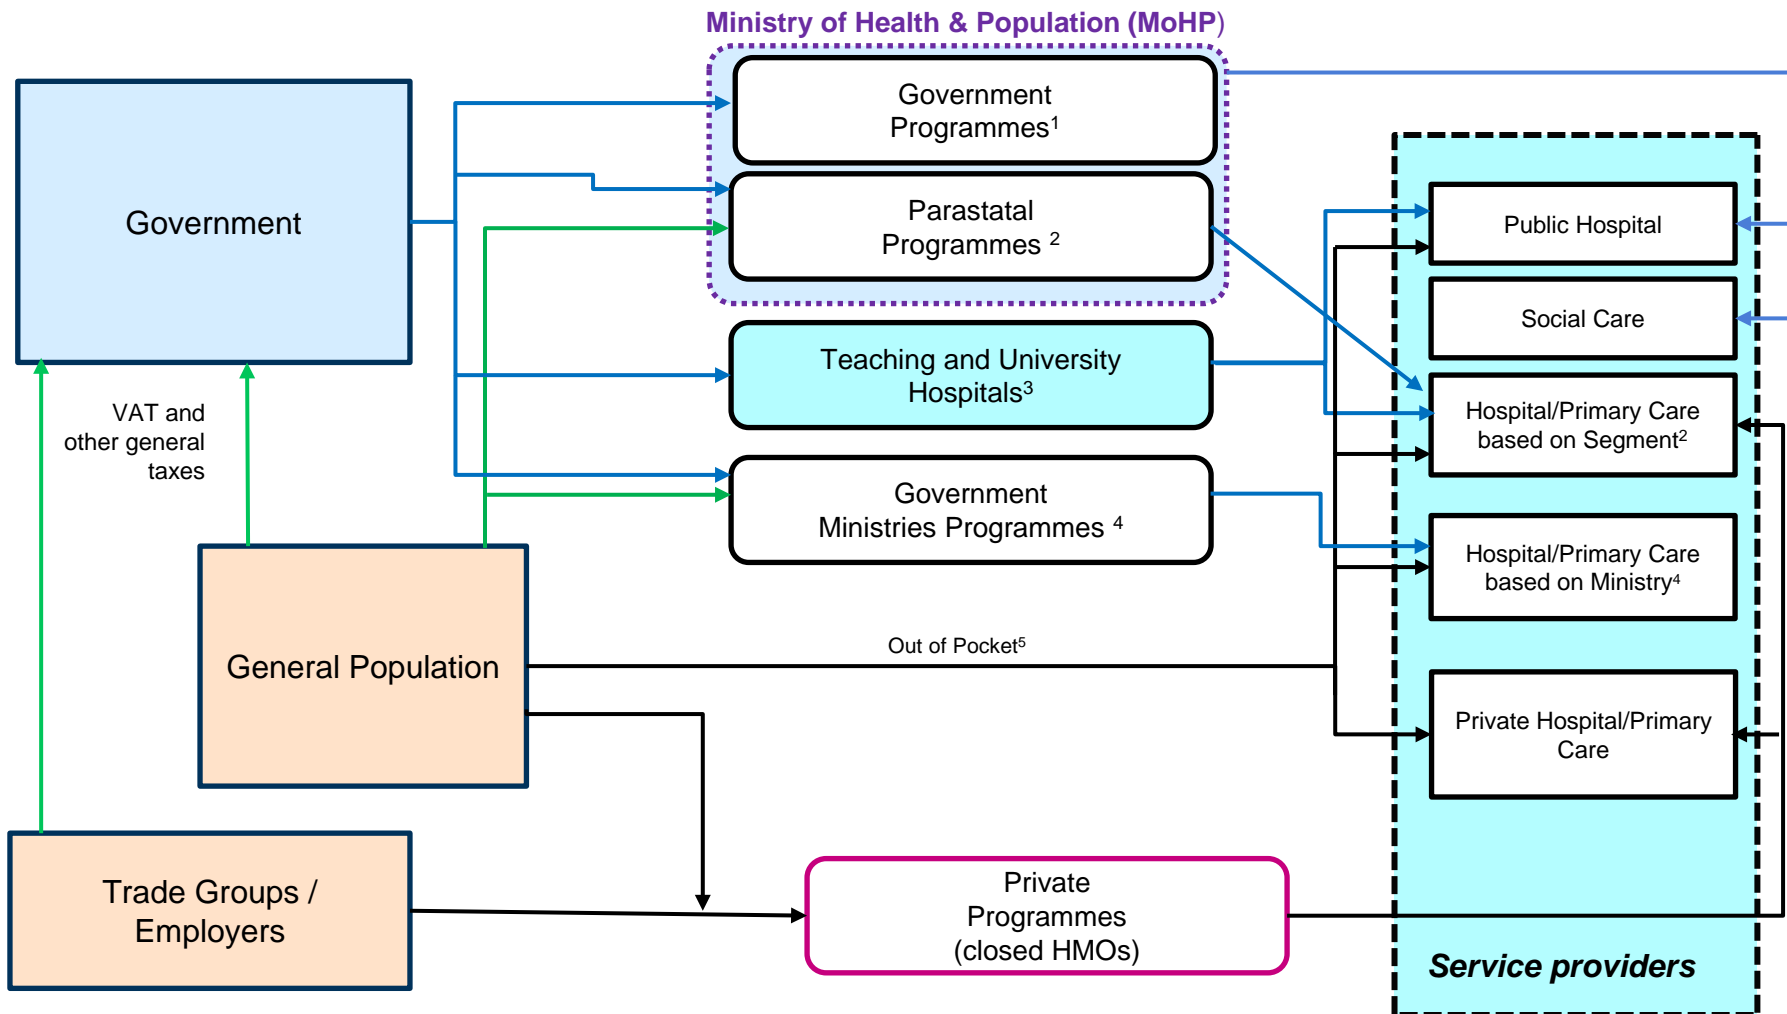 Ministry of Health & Population (MoHP)
Government
Programmes¹
Government
Parastatal
Programmes ²
Public Hospital
Social Care
Teaching and University
Hospitals³
VAT and
other general
taxes
Hospital/Primary Care
based on Segment²
Government
Ministries Programmes ⁴
Hospital/Primary Care
based on Ministry⁴
General Population
Out of Pocket⁵
Private Hospital/Primary
Care
Trade Groups /
Employers
Private
Programmes
(closed HMOs)
Service providers